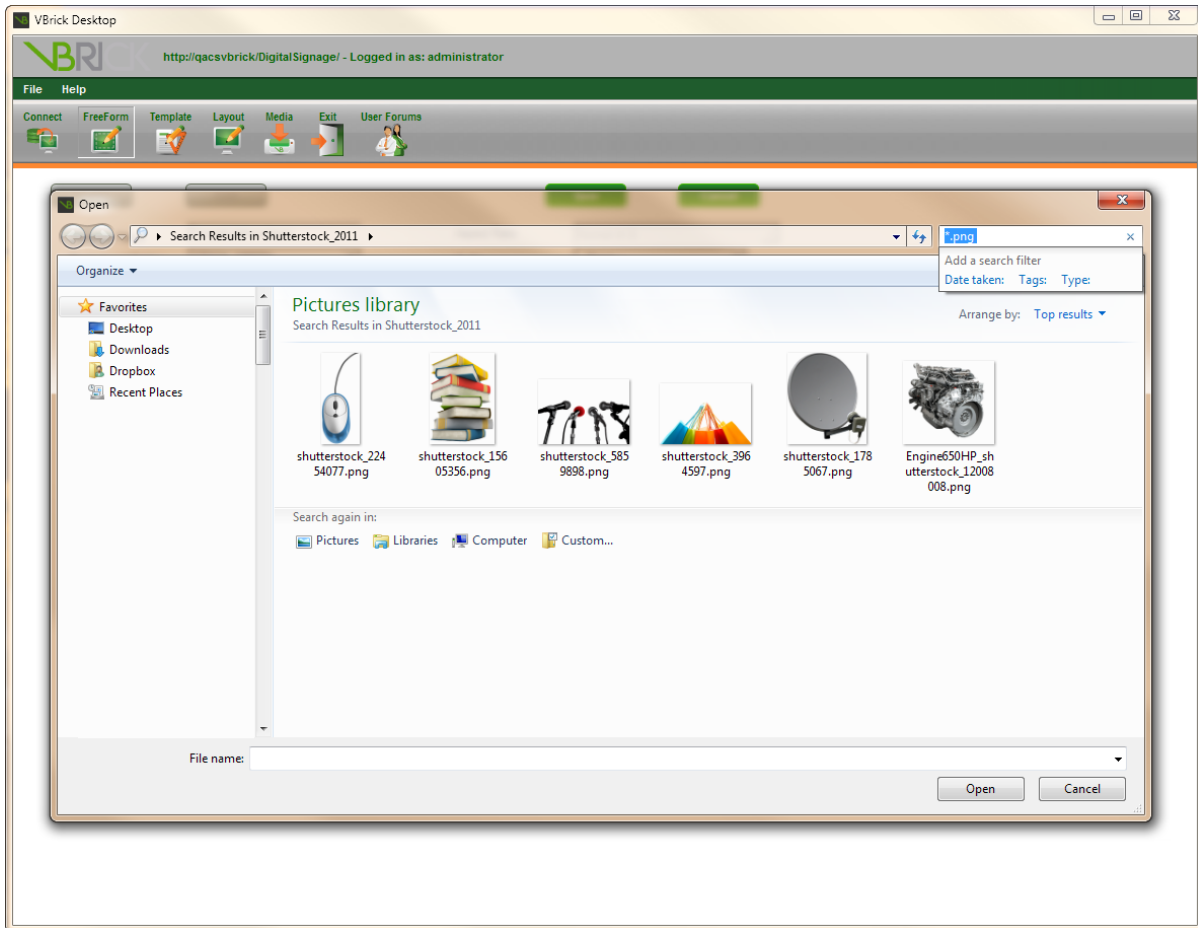 VBrick Desktop
VBRICK
http://qacsvbrick/DigitalSignage/ - Logged in as: administrator
File Help
Connect FreeForm Template Layout Media Exit User Forums
Open
Search Results in Shutterstock_2011
*.png
Add a search filter
Date taken: Tags: Type:
Organize
Favorites
Desktop
Downloads
Dropbox
Recent Places
Pictures library
Search Results in Shutterstock_2011
Arrange by: Top results
shutterstock_224
54077.png
shutterstock_156
05356.png
shutterstock_585
9898.png
shutterstock_396
4597.png
shutterstock_178
5067.png
Engine650HP_sh
utterstock_12008
008.png
Search again in:
Pictures Libraries Computer Custom...
File name:
Open Cancel